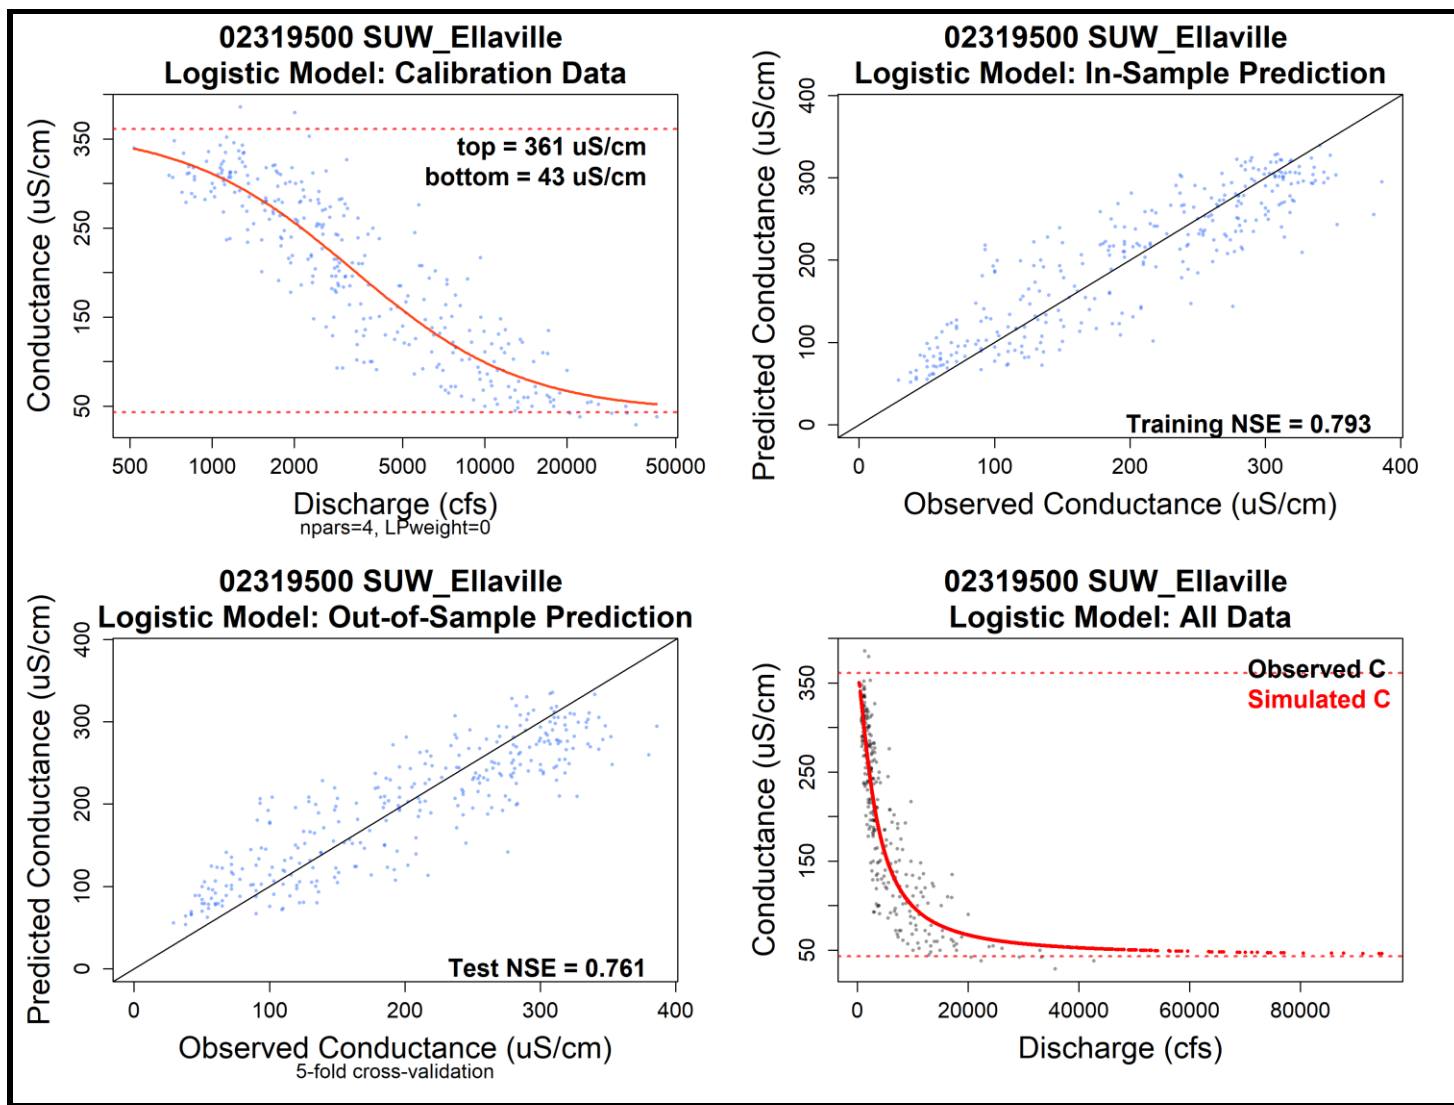 02319500 SUW_Ellaville
Logistic Model: Calibration Data
Conductance (uS/cm)
350
250
150
50
top = 361 uS/cm
bottom = 43 uS/cm
500
1000
2000
5000
10000
20000
50000
Discharge (cfs)
npars=4, LPweight=0
02319500 SUW_Ellaville
Logistic Model: In-Sample Prediction
Predicted Conductance (uS/cm)
400
300
200
100
0
Training NSE = 0.793
0
100
200
300
400
Observed Conductance (uS/cm)
02319500 SUW_Ellaville
Logistic Model: Out-of-Sample Prediction
Predicted Conductance (uS/cm)
400
300
200
100
0
Test NSE = 0.761
0
100
200
300
400
Observed Conductance (uS/cm)
5-fold cross-validation
02319500 SUW_Ellaville
Logistic Model: All Data
Conductance (uS/cm)
350
250
150
50
Observed C
Simulated C
0
20000
40000
60000
80000
Discharge (cfs)